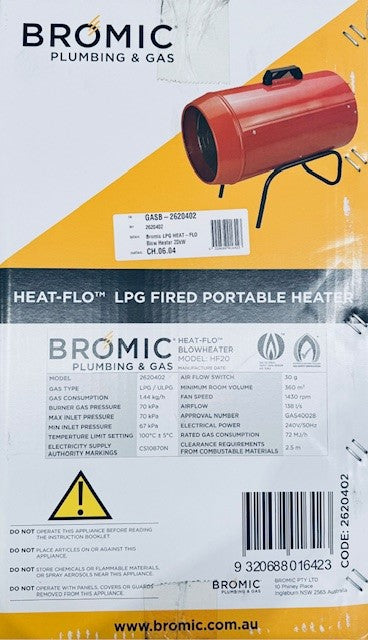 BROMIC
PLUMBING & GAS
GASB-2620402
2620402
Bromic LPG HEAT - FLO
Blow Heater 20kW
CH.06.04
HEAT-FLO™ LPG FIRED PORTABLE HEATER
BROMIC
PLUMBING & GAS
HEAT-FLO™
BLOWHEATER
MODEL: HF20
MANUFACTURE DATE:
MODEL 2620402 AIR FLOW SWITCH 30 g
GAS TYPE LPG / ULPG MINIMUM ROOM VOLUME 360 m³
GAS CONSUMPTION 1.44 kg/h FAN SPEED 1430 rpm
BURNER GAS PRESSURE 70 kPa AIRFLOW 138 l/s
MAX INLET PRESSURE 70 kPa APPROVAL NUMBER GAS40028
MIN INLET PRESSURE 67 kPa ELECTRICAL POWER 240V/50Hz
TEMPERTURE LIMIT SETTING 100°C ± 5°C RATED GAS CONSUMPTION 72 MJ/h
ELECTRICITY SUPPLY AUTHORITY MARKINGS CS10870N CLEARANCE REQUIREMENTS FROM COMBUSTABLE MATERIALS 2.5 m
DO NOT OPERATE THIS APPLIANCE BEFORE READING
THE INSTRUCTION BOOKLET.
DO NOT PLACE ARTICLES ON OR AGAINST THIS
APPLIANCE.
DO NOT STORE CHEMICALS OR FLAMMABLE MATERIALS,
OR SPRAY AEROSOLS NEAR THIS APPLIANCE.
DO NOT OPERATE WITH PANELS, COVERS OR GUARDS
REMOVED FROM THIS APPLIANCE.
9 320688 016423
CODE: 2620402
BROMIC
PLUMBING & GAS
BROMIC PTY LTD
10 Phiney Place
Ingleburn NSW 2565 Australia
www.bromic.com.au